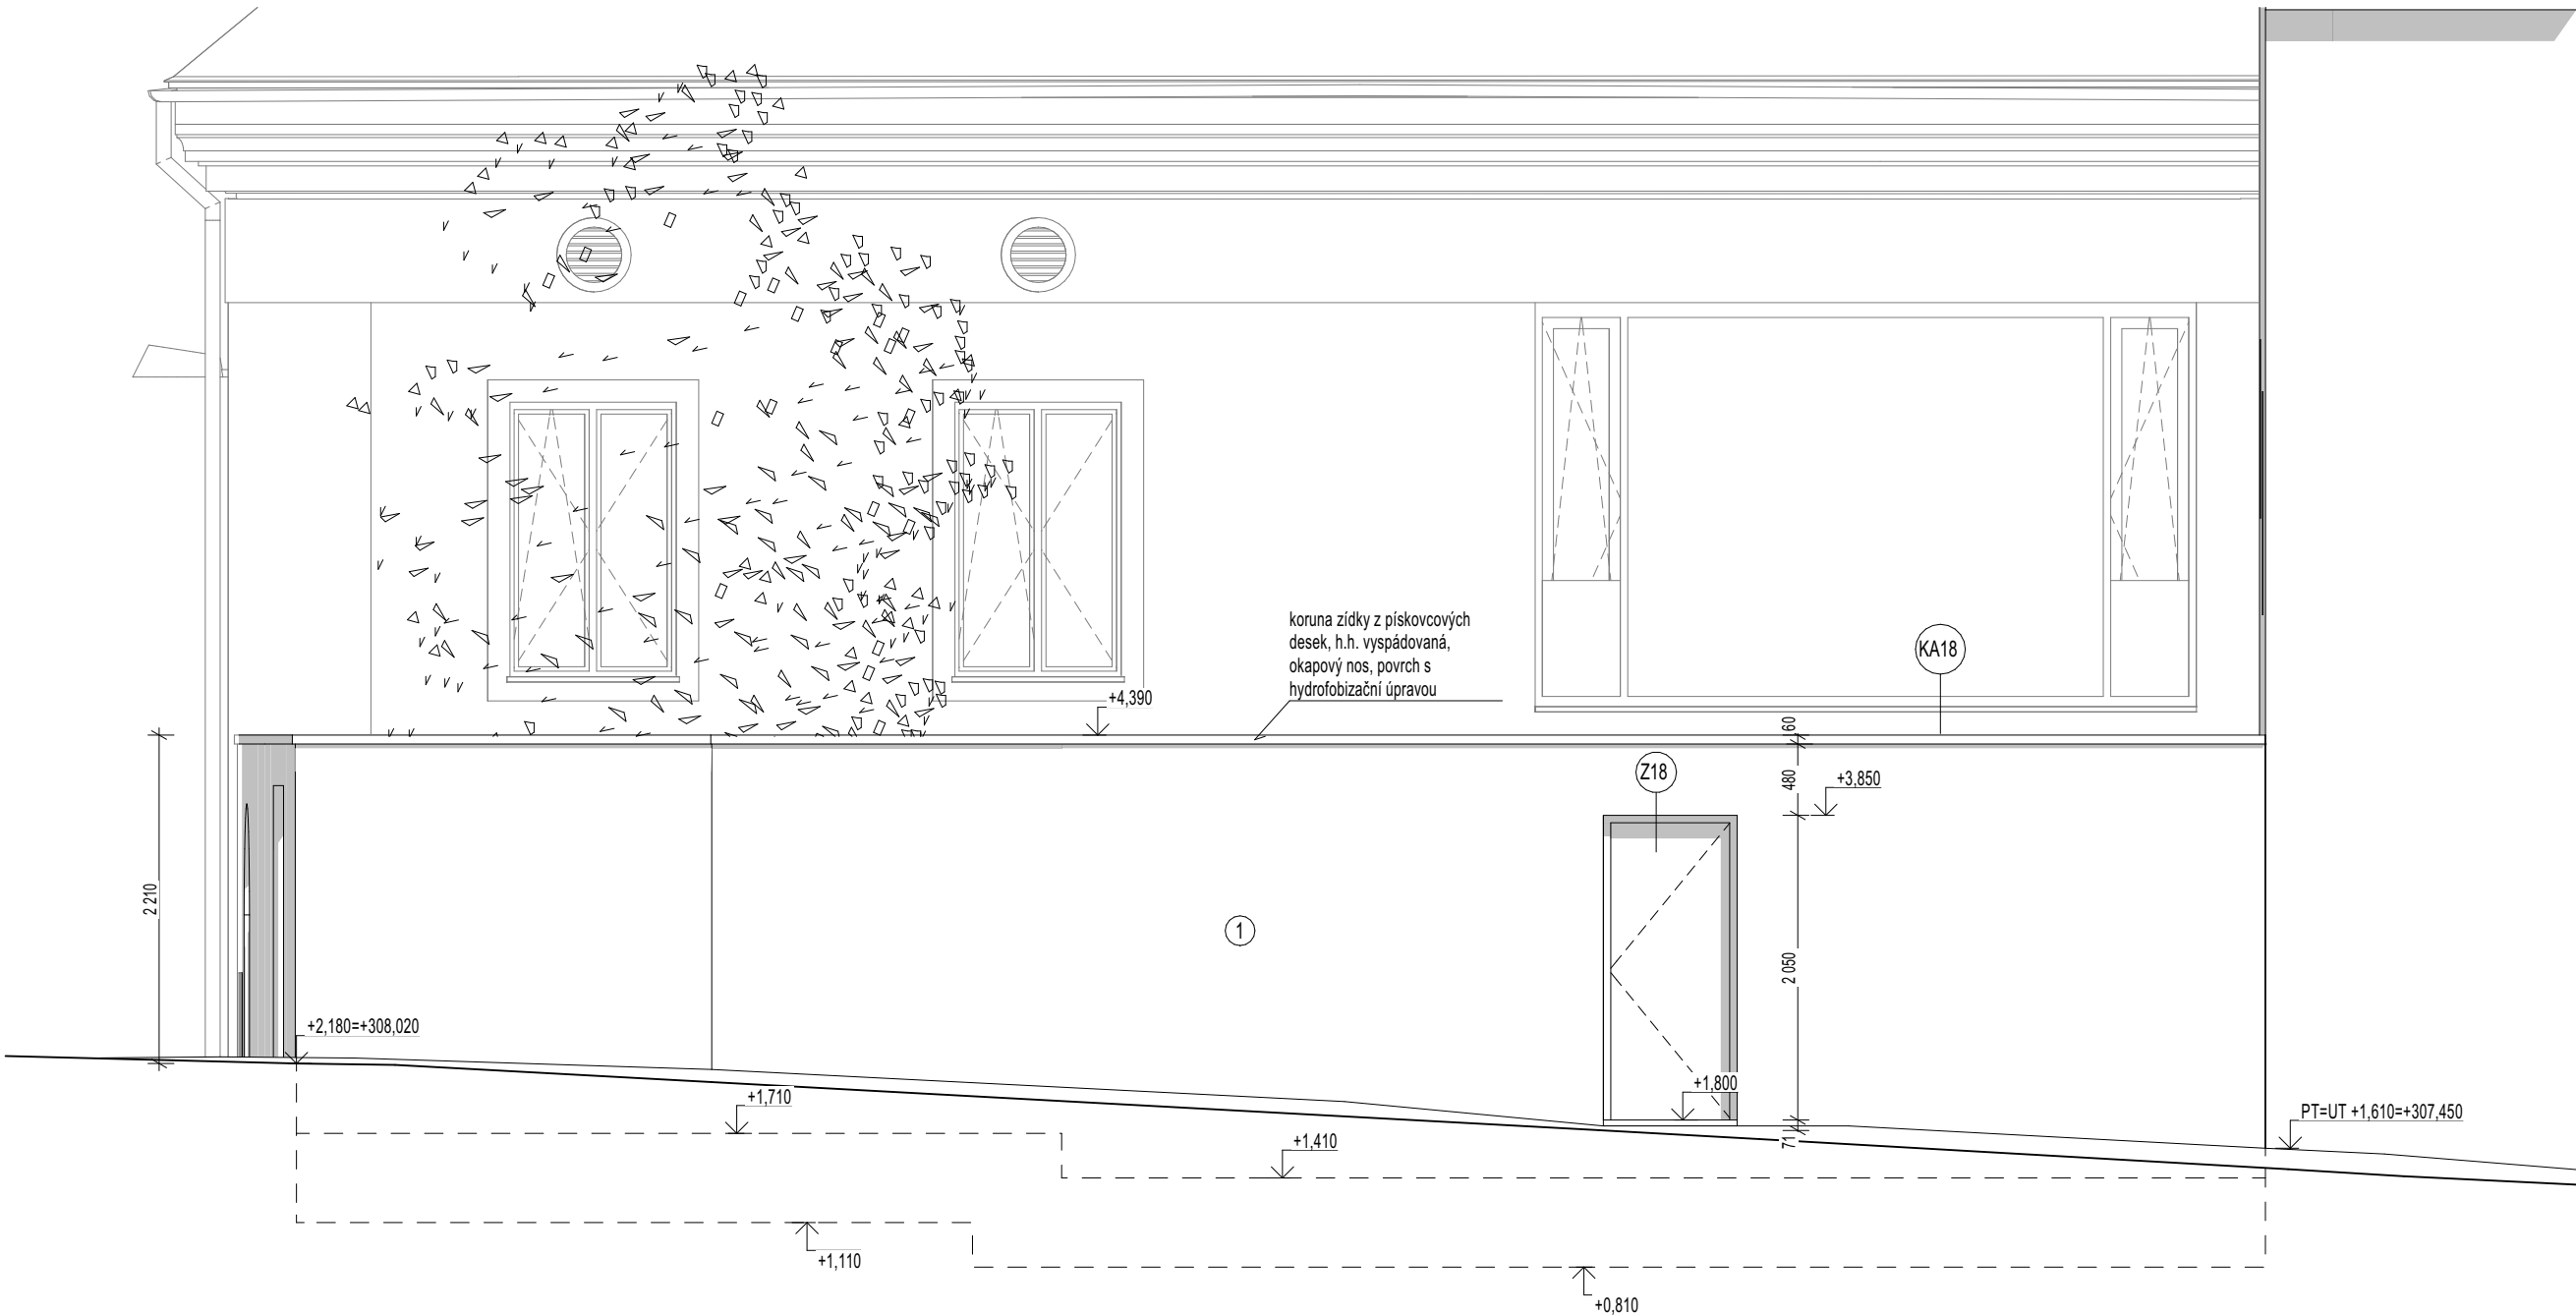 koruna zídky z pískovcových
desek, h.h. vyspádovaná,
okapový nos, povrch s
hydrofobizační úpravou
KA18
+4,390
60
Z18
480
+3,850
2 210
1
2 050
+2,180=+308,020
+1,800
+1,710
PT=UT +1,610=+307,450
+1,410
71
+1,110
+0,810